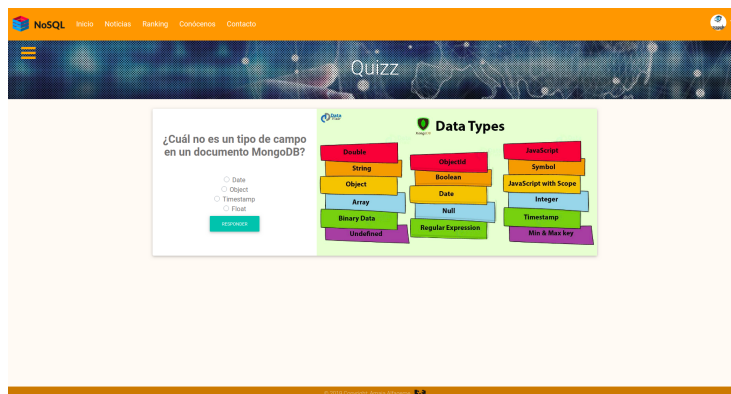 NoSQL Inicio Noticias Ranking Conócenos Contacto
Quizz
¿Cuál no es un tipo de campo
en un documento MongoDB?
Date
Object
Timestamp
Float
RESPONDER
Data Types
Double
String
Object
Array
Binary Data
Undefined
ObjectId
Boolean
Date
Null
Regular Expression
JavaScript
Symbol
JavaScript with Scope
Integer
Timestamp
Min & Max key